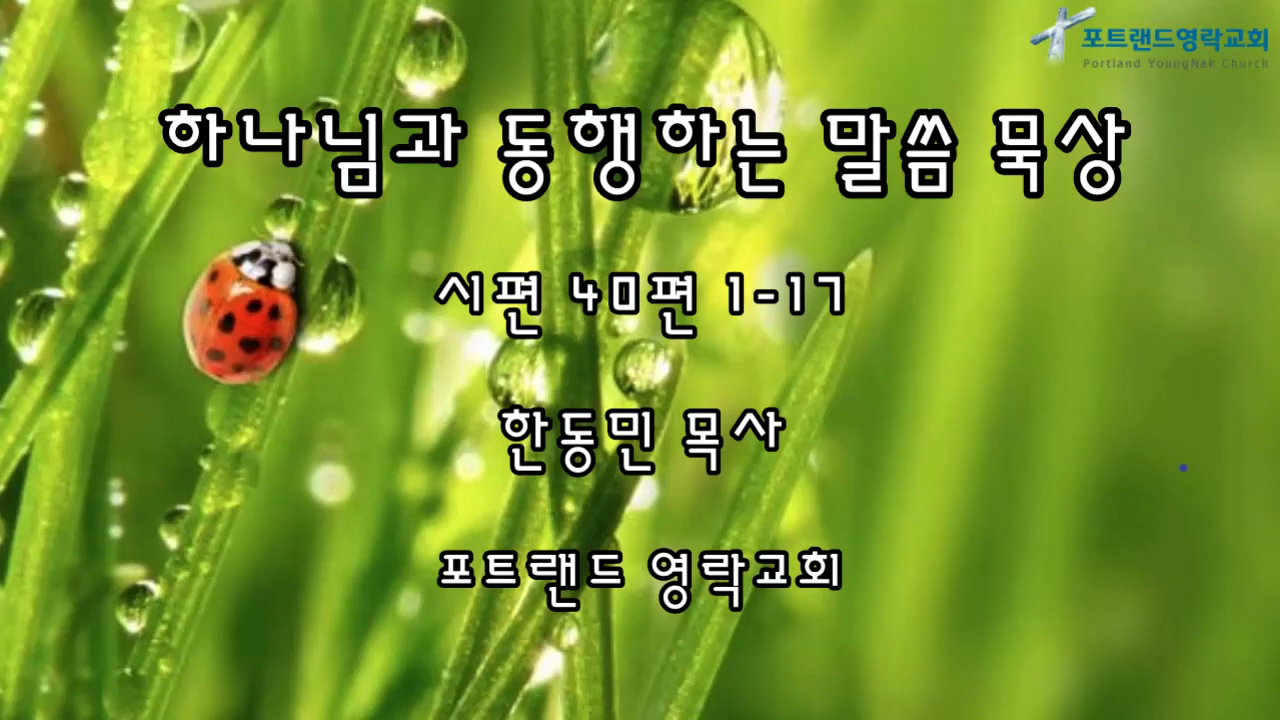 포트랜드영락교회
Portland YoungNak Church
하나님과 동행하는 말씀 묵상
시편 40편 1-17
한동민 목사
포트랜드 영락교회